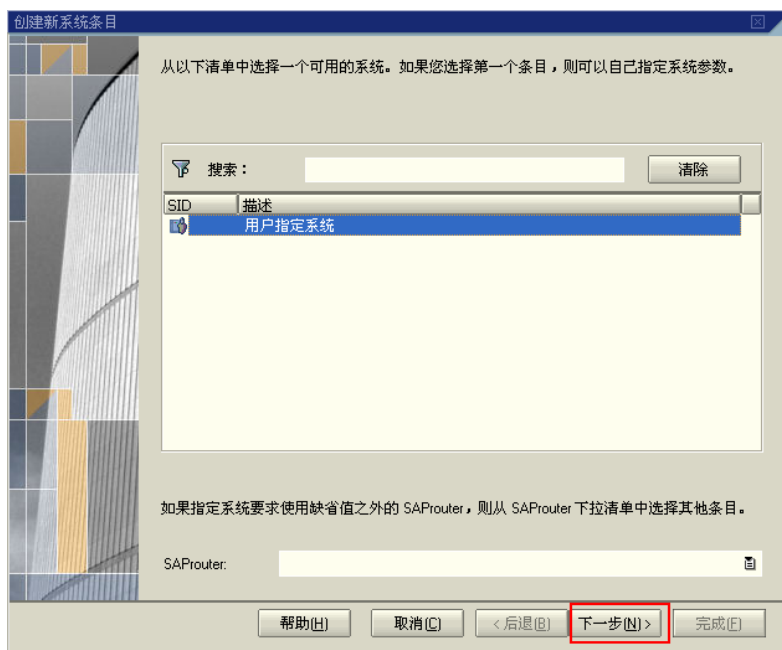 创建新系统条目
从以下清单中选择一个可用的系统。如果您选择第一个条目，则可以自己指定系统参数。
搜索：
清除
SID 描述
用户指定系统
如果指定系统要求使用缺省值之外的 SAProuter，则从 SAProuter 下拉清单中选择其他条目。
SAProuter:
帮助(H) 取消(C) <后退(B) 下一步(N)> 完成(F)